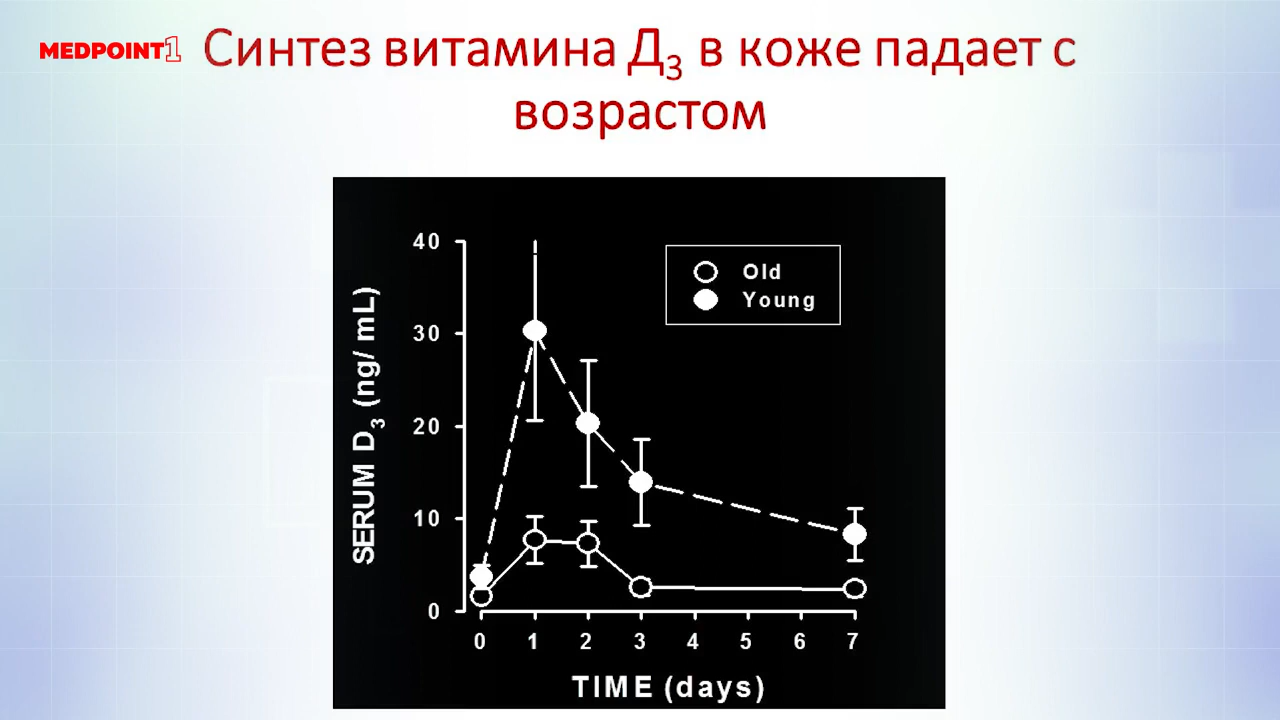 MEDPOINT1
Синтез витамина Д3 в коже падает с
возрастом
Old
Young
40
30
20
10
0
SERUM D3 (ng/mL)
0 1 2 3 4 5 6 7
TIME (days)